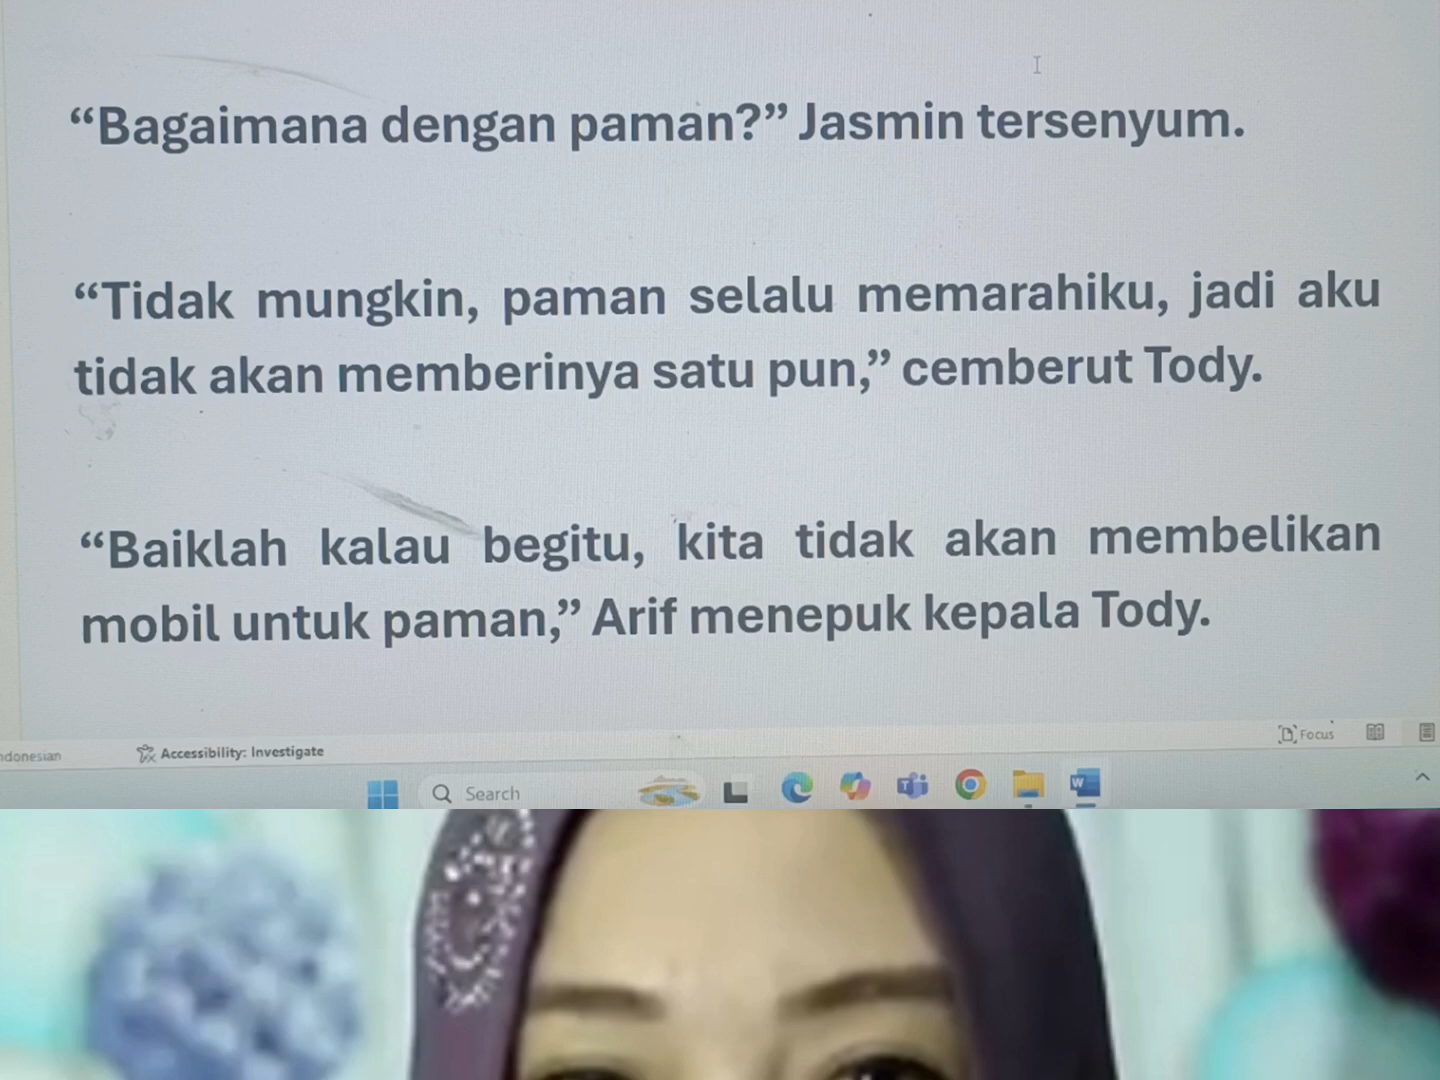 “Bagaimana dengan paman?” Jasmin tersenyum.
“Tidak mungkin, paman selalu memarahiku, jadi aku
tidak akan memberinya satu pun,” cemberut Tody.
“Baiklah kalau begitu, kita tidak akan membelikan
mobil untuk paman,” Arif menepuk kepala Tody.
Focus
Accessibility: Investigate
Search